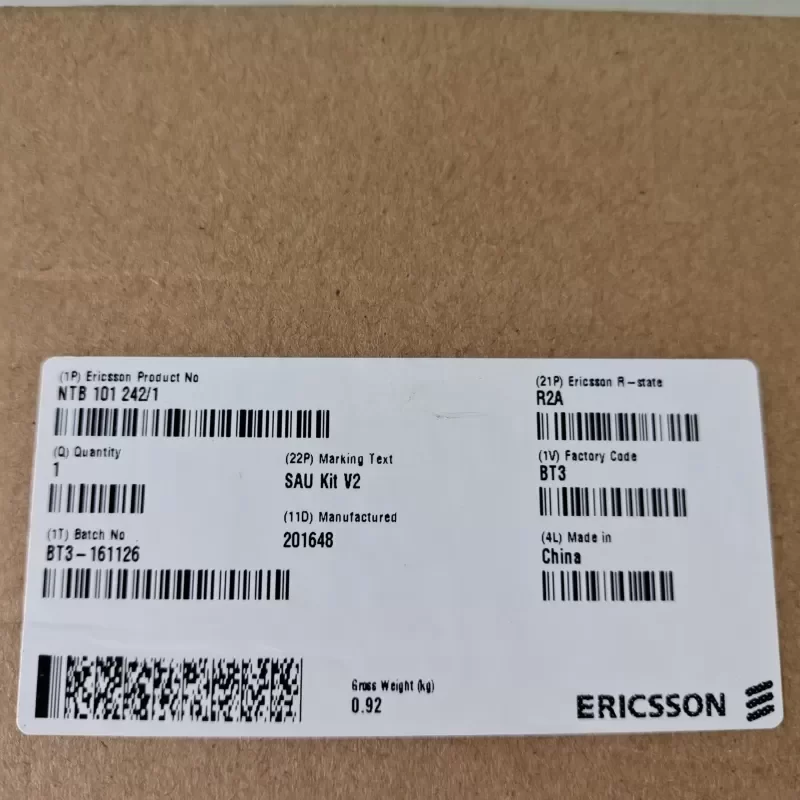 (1P) Ericsson Product No
NTB 101 242/1
(21P) Ericsson R-state
R2A
(Q) Quantity
1
(22P) Marking Text
SAU Kit V2
(1V) Factory Code
BT3
(1T) Batch No
BT3-161126
(11D) Manufactured
201648
(4L) Made in
China
Gross Weight (kg)
0.92
ERICSSON